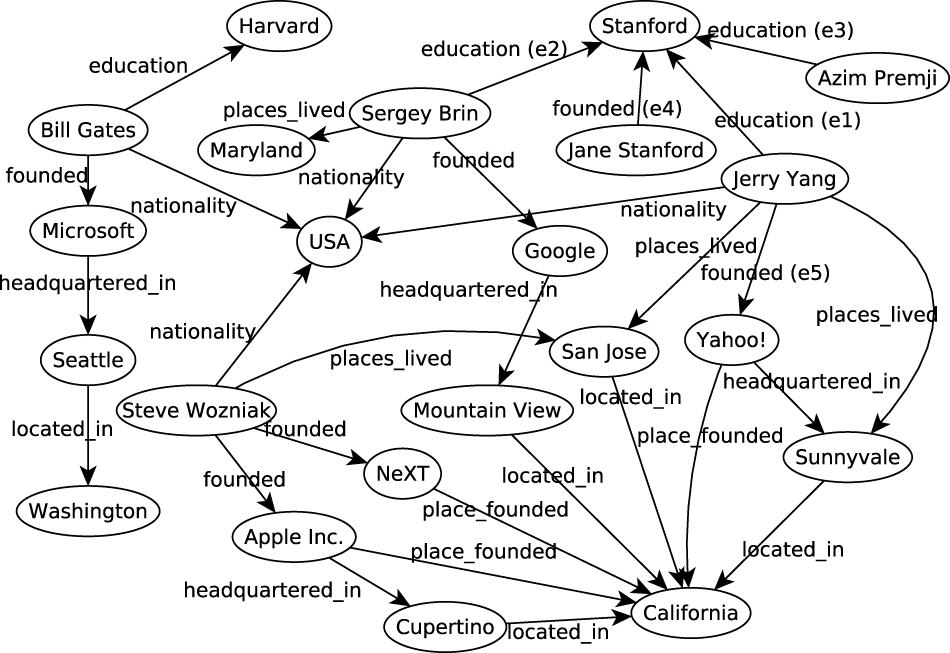 Harvard
Stanford
education (e3)
education (e2)
education
Azim Premji
places_lived
Sergey Brin
founded (e4)
education (e1)
Bill Gates
Maryland
founded
Jane Stanford
founded
nationality
Jerry Yang
nationality
nationality
Microsoft
USA
Google
places_lived
founded (e5)
headquartered_in
headquartered_in
places_lived
nationality
Yahoo!
Seattle
places_lived
San Jose
headquartered_in
located_in
Steve Wozniak
Mountain View
located_in
founded
place_founded
Sunnyvale
NeXT
founded
located_in
Washington
place_founded
Apple Inc.
place_founded
located_in
headquartered_in
California
Cupertino
located_in